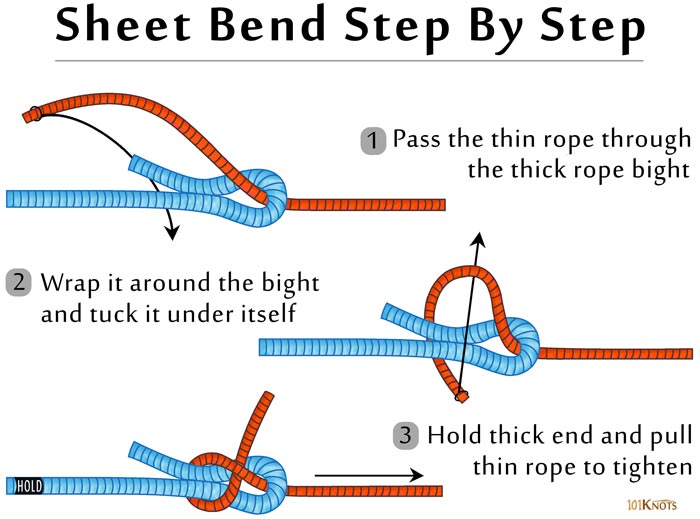 Sheet Bend Step By Step
1 Pass the thin rope through
the thick rope bight
2 Wrap it around the bight
and tuck it under itself
3 Hold thick end and pull
thin rope to tighten
HOLD
101KNOTS